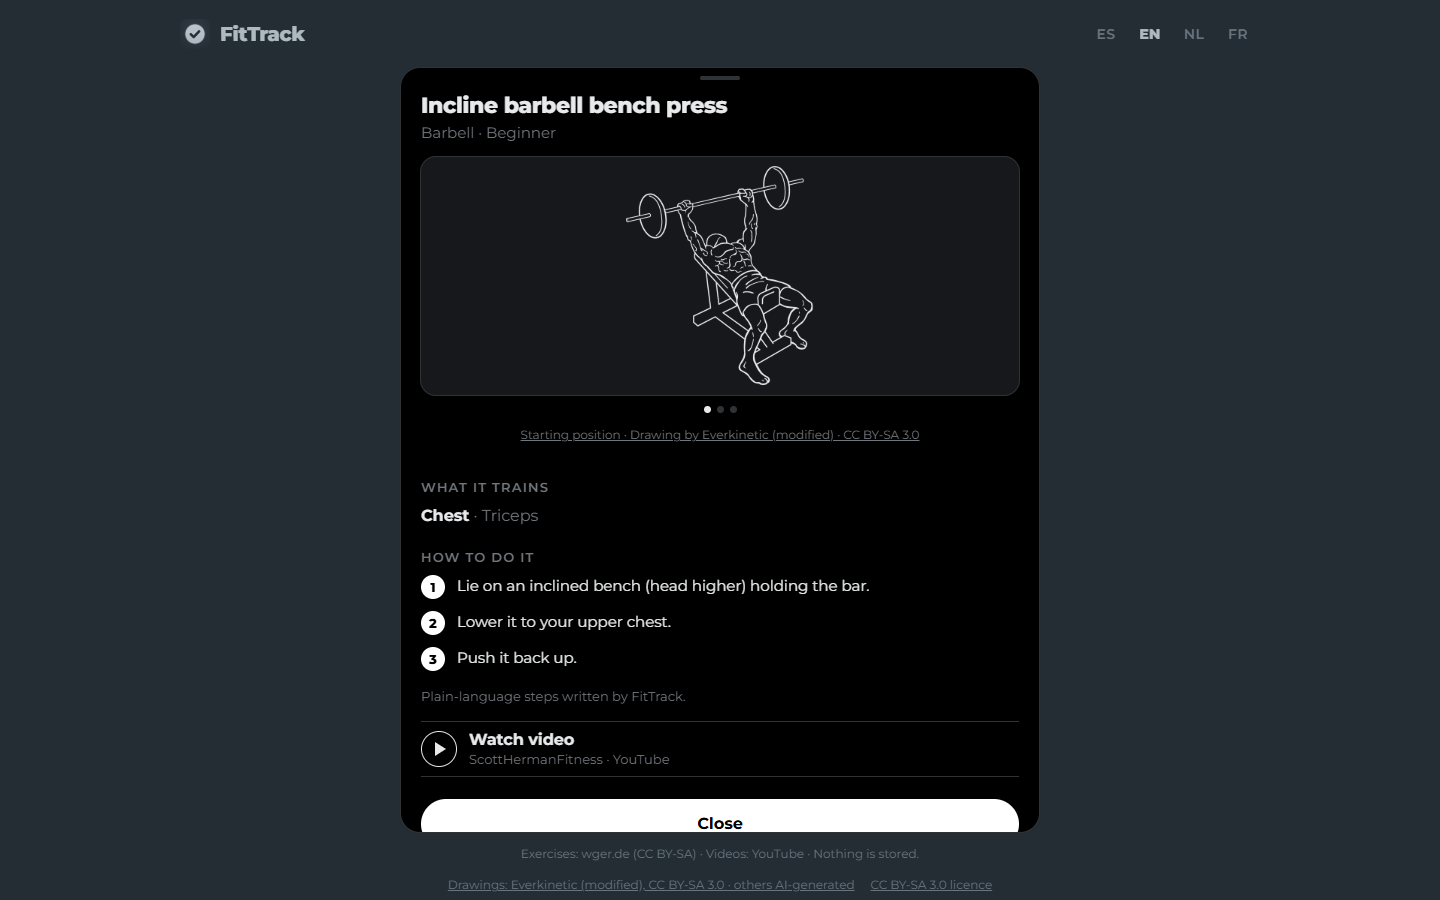 FitTrack
ES EN NL FR
Incline barbell bench press
Barbell · Beginner
Starting position · Drawing by Everkinetic (modified) · CC BY-SA 3.0
WHAT IT TRAINS
Chest · Triceps
HOW TO DO IT
1 Lie on an inclined bench (head higher) holding the bar.
2 Lower it to your upper chest.
3 Push it back up.
Plain-language steps written by FitTrack.
Watch video
ScottHermanFitness · YouTube
Close
Exercises: wger.de (CC BY-SA) · Videos: YouTube · Nothing is stored.
Drawings: Everkinetic (modified), CC BY-SA 3.0 · others AI-generated CC BY-SA 3.0 licence